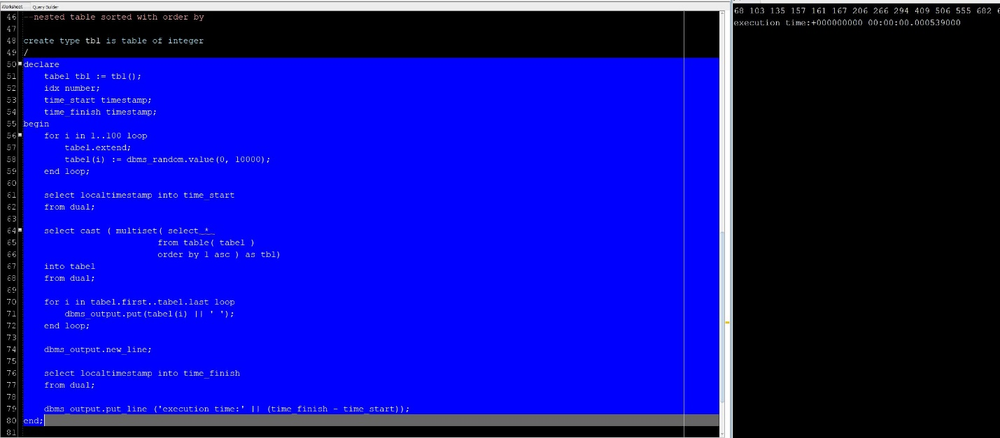 Worksheet Query Builder
46 --nested table sorted with order by
47
48 create type tbl is table of integer
49 /
50 declare
51 tabel tbl := tbl();
52 idx number;
53 time_start timestamp;
54 time_finish timestamp;
55 begin
56 for i in 1..100 loop
57 tabel.extend;
58 tabel(i) := dbms_random.value(0, 10000);
59 end loop;
60
61 select localtimestamp into time_start
62 from dual;
63
64 select cast ( multiset( select *
65 from table( tabel )
66 order by 1 asc ) as tbl)
67 into tabel
68 from dual;
69
70 for i in tabel.first..tabel.last loop
71 dbms_output.put(tabel(i) || ' ');
72 end loop;
73
74 dbms_output.new_line;
75
76 select localtimestamp into time_finish
77 from dual;
78
79 dbms_output.put_line ('execution time:' || (time_finish - time_start));
80 end;
81
68 103 135 157 161 167 206 266 294 409 506 555 682
execution time:+000000000 00:00:00.000539000